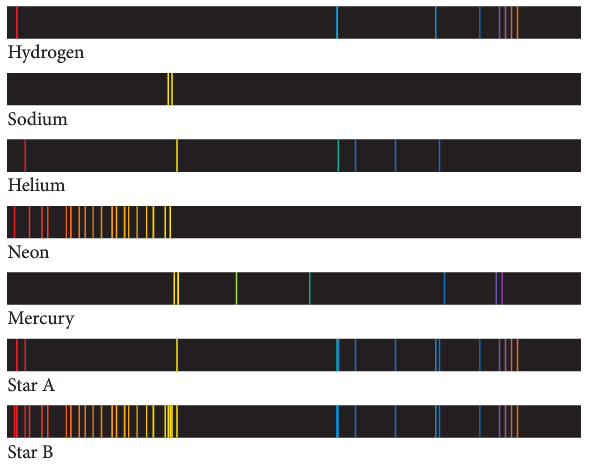 Hydrogen
Sodium
Helium
Neon
Mercury
Star A
Star B